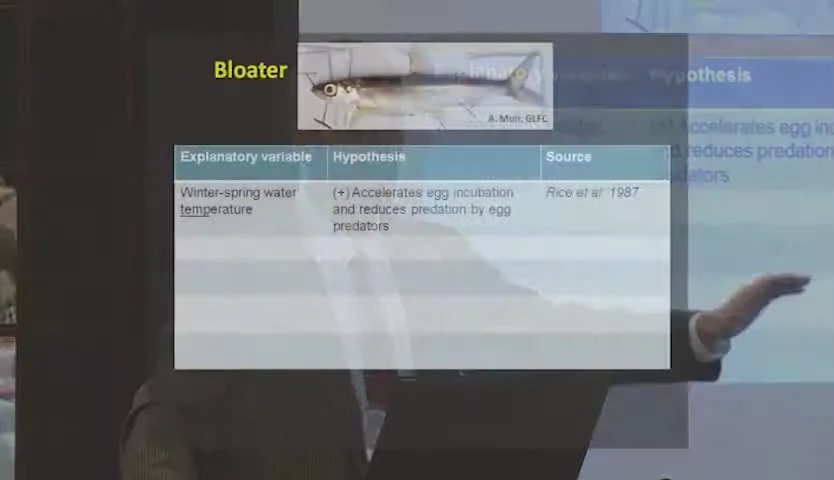 Bloater
A. Muir, GLFC
Explanatory variable Hypothesis Source
Winter-spring water (+) Accelerates egg incubation Rice et al. 1987
temperature and reduces predation by egg
predators
Hypothesis
Accelerates egg inc
reduces predation